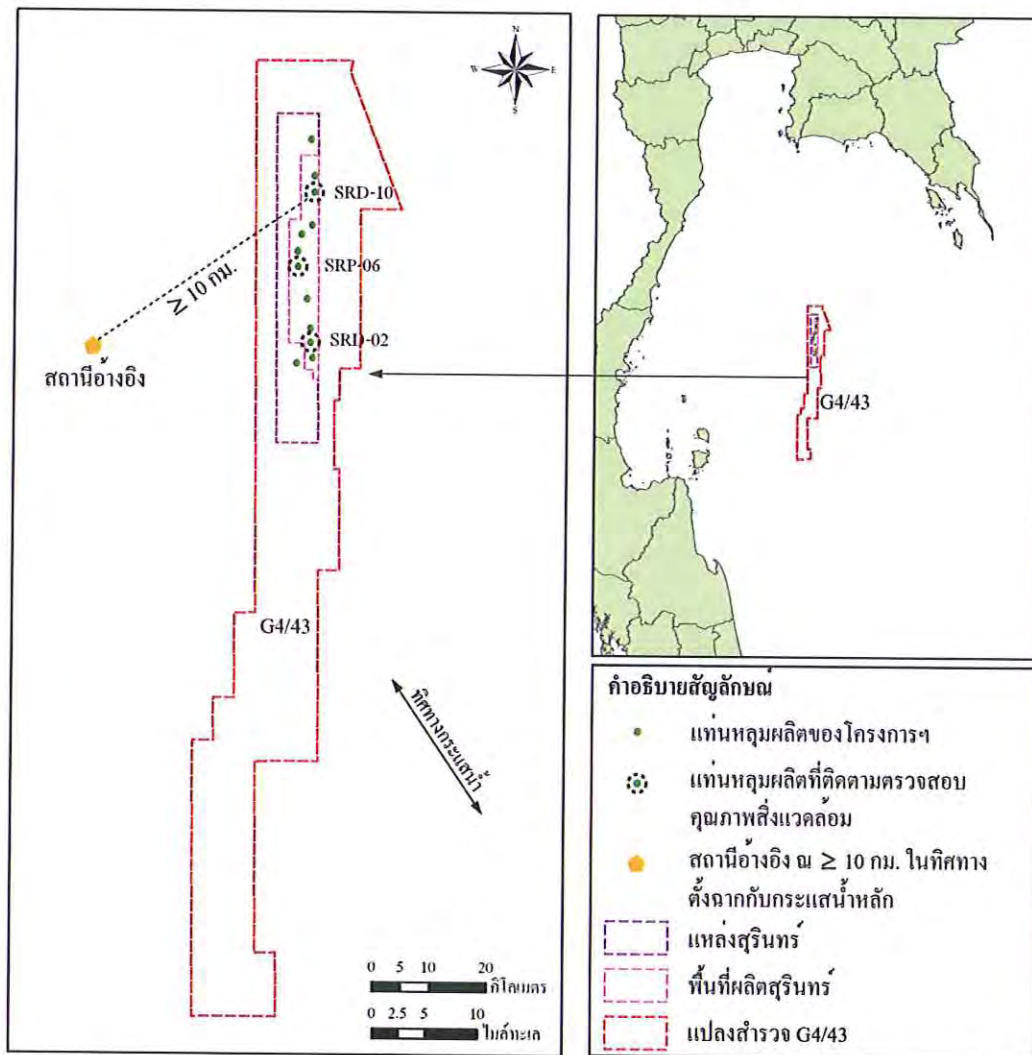 N
W
E
S
SRD-10
SRP-06
SRD-02
≥ 10 กม.
สถานีอ้างอิง
G4/43
ทิศทางกระแสน้ำ
0 5 10 20
กิโลเมตร
0 2.5 5 10
ไมล์ทะเล
G4/43
คำอธิบายสัญลักษณ์
แท่นหลุมผลิตของโครงการฯ
แท่นหลุมผลิตที่ติดตามตรวจสอบ
คุณภาพสิ่งแวดล้อม
สถานีอ้างอิง ณ ≥ 10 กม. ในทิศทาง
ตั้งฉากกับกระแสน้ำหลัก
แหล่งสุรินทร์
พื้นที่ผลิตสุรินทร์
แปลงสำรวจ G4/43